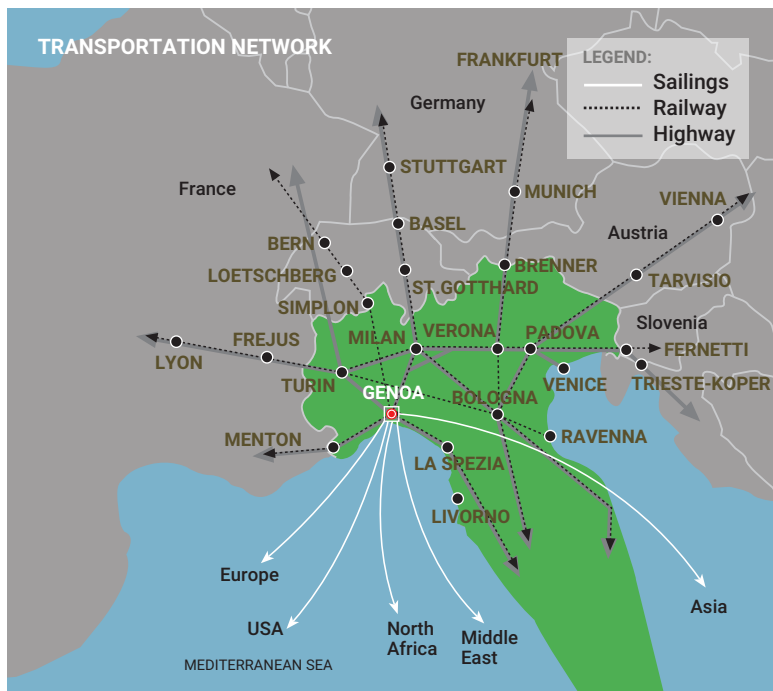 TRANSPORTATION NETWORK
FRANKFURT
LEGEND:
Sailings
Railway
Highway
Germany
STUTTGART
France
MUNICH
VIENNA
BASEL
Austria
BERN
BRENNER
LOETSCHBERG
ST.GOTTHARD
TARVISIO
SIMPLON
Slovenia
MILAN
VERONA
PADOVA
FREJUS
FERNETTI
LYON
TURIN
VENICE
TRIESTE-KOPER
GENOA
BOLOGNA
MENTON
RAVENNA
LA SPEZIA
LIVORNO
Europe
USA
North
Africa
Middle
East
Asia
MEDITERRANEAN SEA